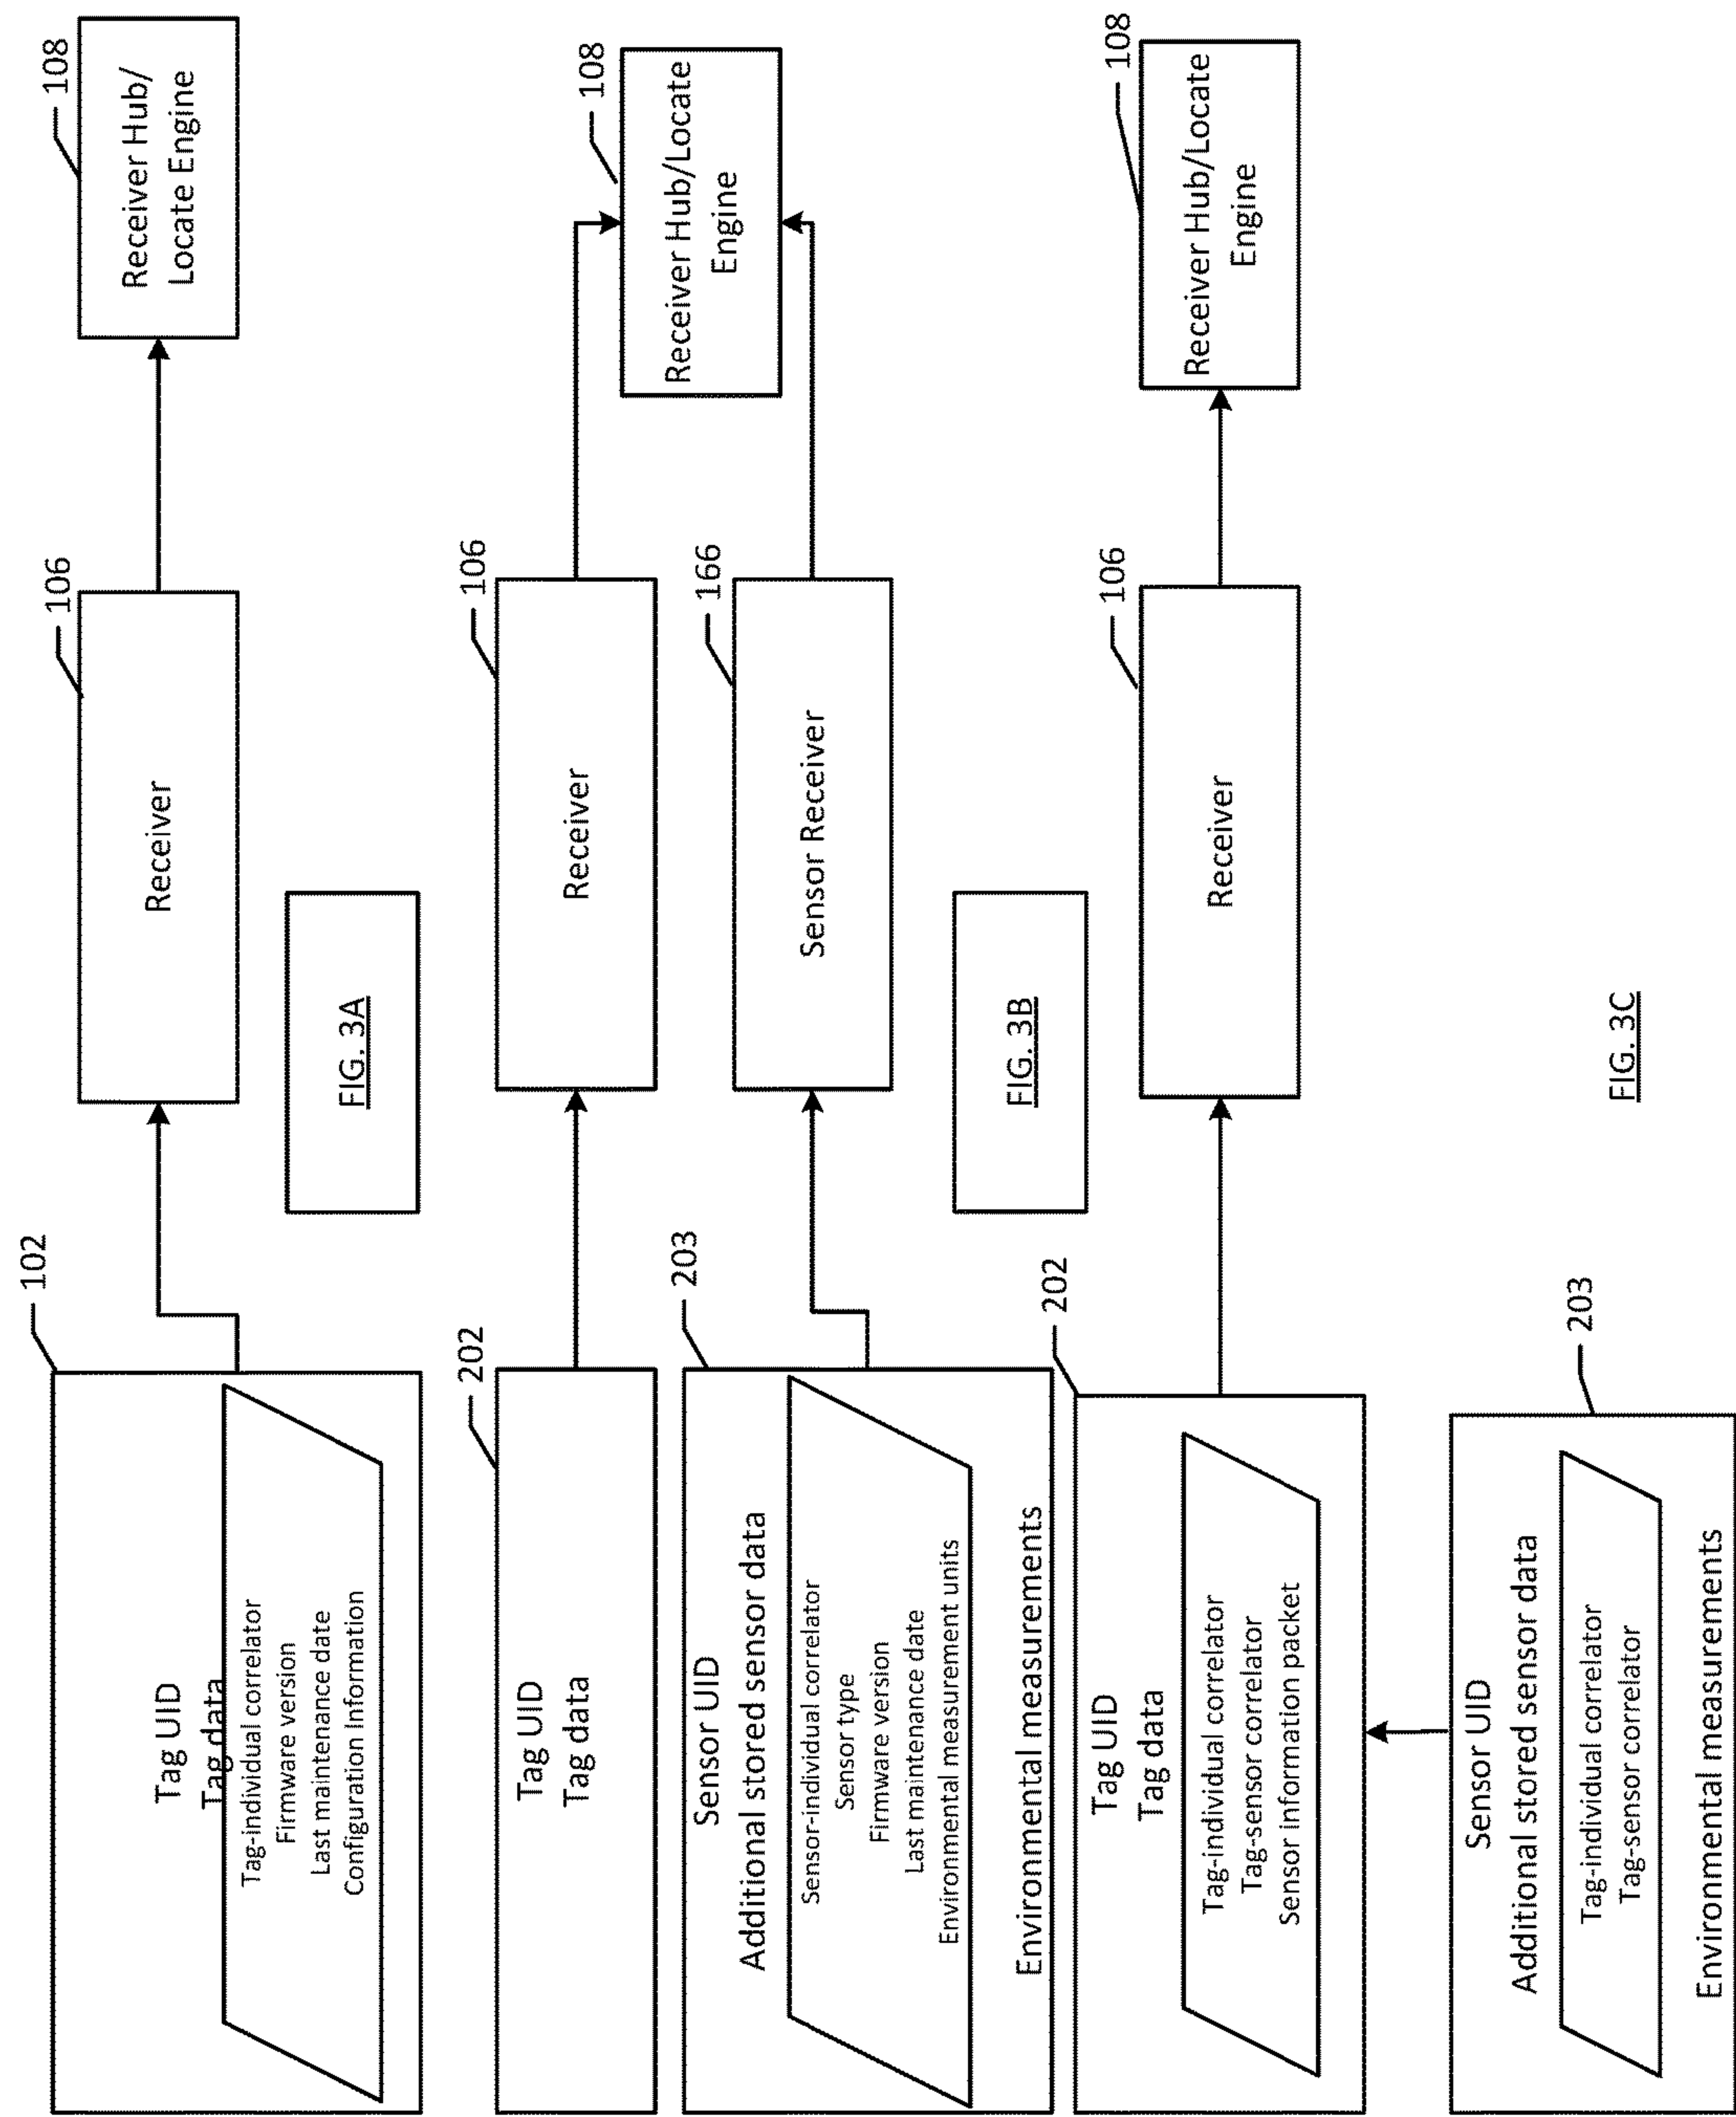 102
Tag UID
Tag data
Tag-individual correlator
Firmware version
Last maintenance date
Configuration Information
106
Receiver
108
Receiver Hub/
Locate Engine
FIG. 3A
202
Tag UID
Tag data
106
Receiver
108
Receiver Hub/Locate
Engine
203
Sensor UID
Additional stored sensor data
Sensor-individual correlator
Sensor type
Firmware version
Last maintenance date
Environmental measurement units
Environmental measurements
166
Sensor Receiver
FIG. 3B
202
Tag UID
Tag data
Tag-individual correlator
Tag-sensor correlator
Sensor information packet
106
Receiver
108
Receiver Hub/Locate
Engine
203
Sensor UID
Additional stored sensor data
Tag-individual correlator
Tag-sensor correlator
Environmental measurements
FIG. 3C